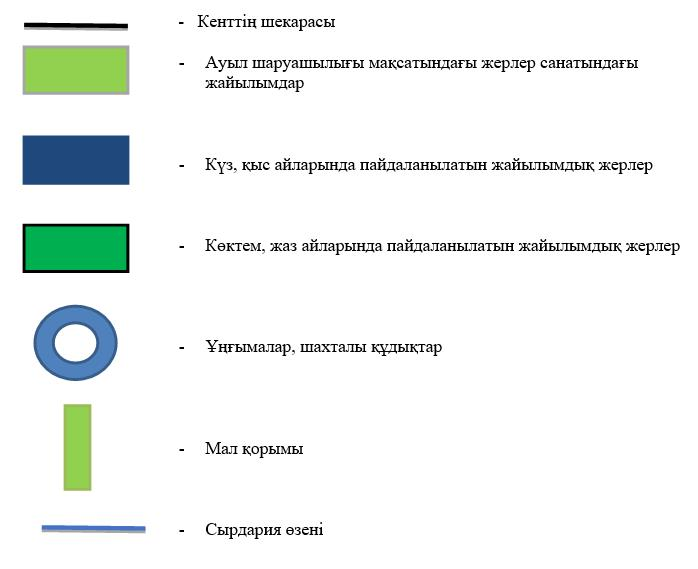 - Кенттің шекарасы
- Ауыл шаруашылығы мақсатындағы жерлер санатындағы
жайылымдар
- Күз, қыс айларында пайдаланылатын жайылымдық жерлер
- Көктем, жаз айларында пайдаланылатын жайылымдық жерлер
- Ұңғымалар, шахталы құдықтар
- Мал қорымы
- Сырдария өзені